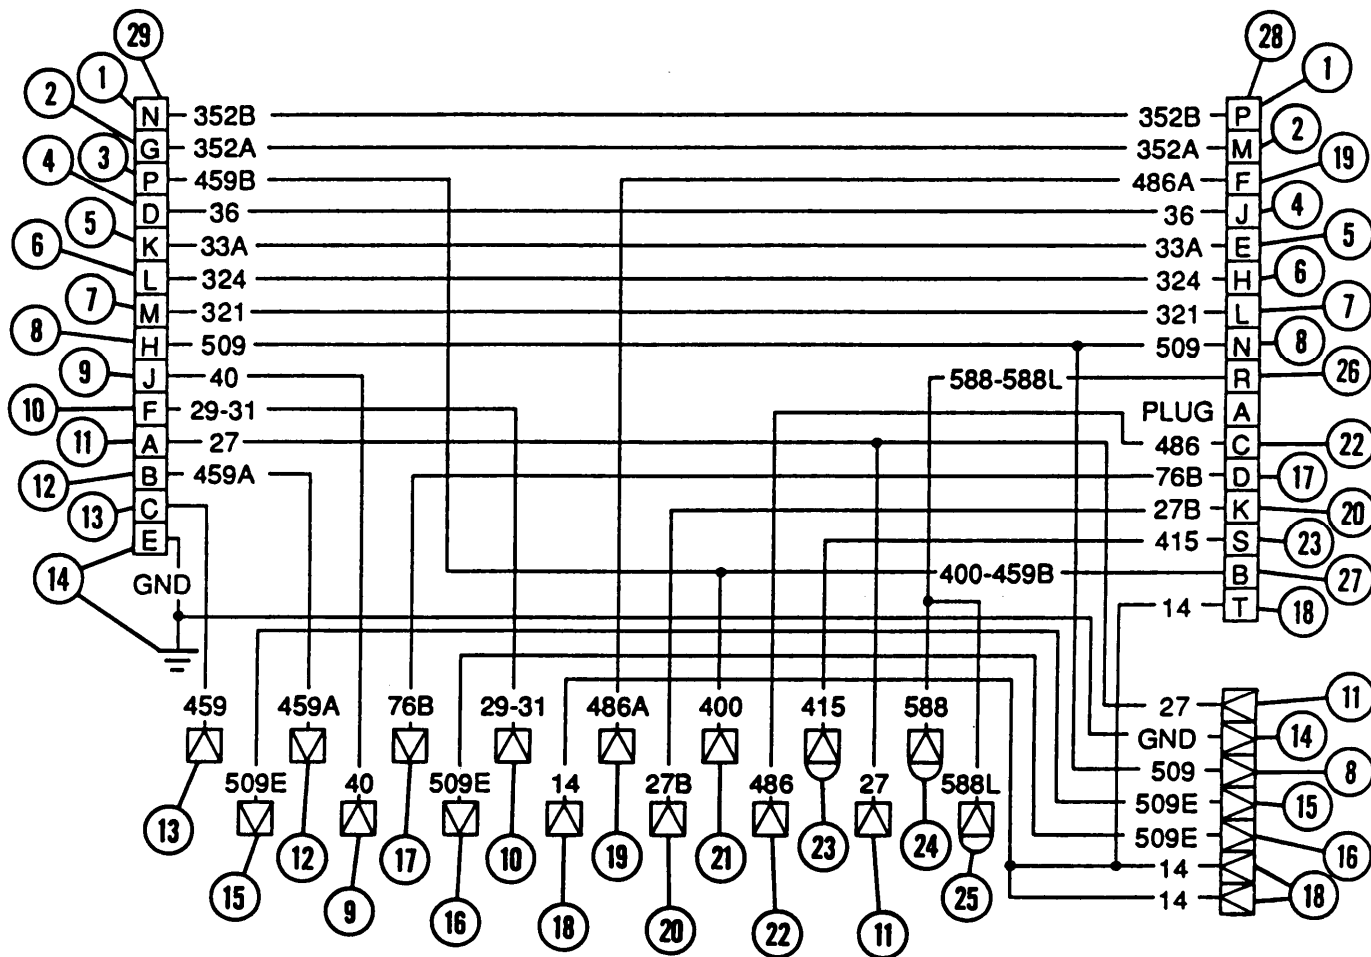 29 28
1 N 352B 352B P 1
2 G 352A 352A M 2
3 P 459B 486A F 19
4 D 36 36 J 4
5 K 33A 33A E 5
6 L 324 324 H 6
7 M 321 321 L 7
8 H 509 509 N 8
9 J 40 588-588L R 26
10 F 29-31 PLUG A
11 A 27 486 C 22
12 B 459A 76B D 17
13 C 27B K 20
E 415 S 23
14 GND 400-459B B 27
14 T 18
459 459A 76B 29-31 486A 400 415 588 27 11
GND 14
509E 40 509E 14 27B 486 27 588L 509 8
509E 15
13 12 17 10 19 21 23 24 509E 16
14
15 9 16 18 20 22 11 25 14 18